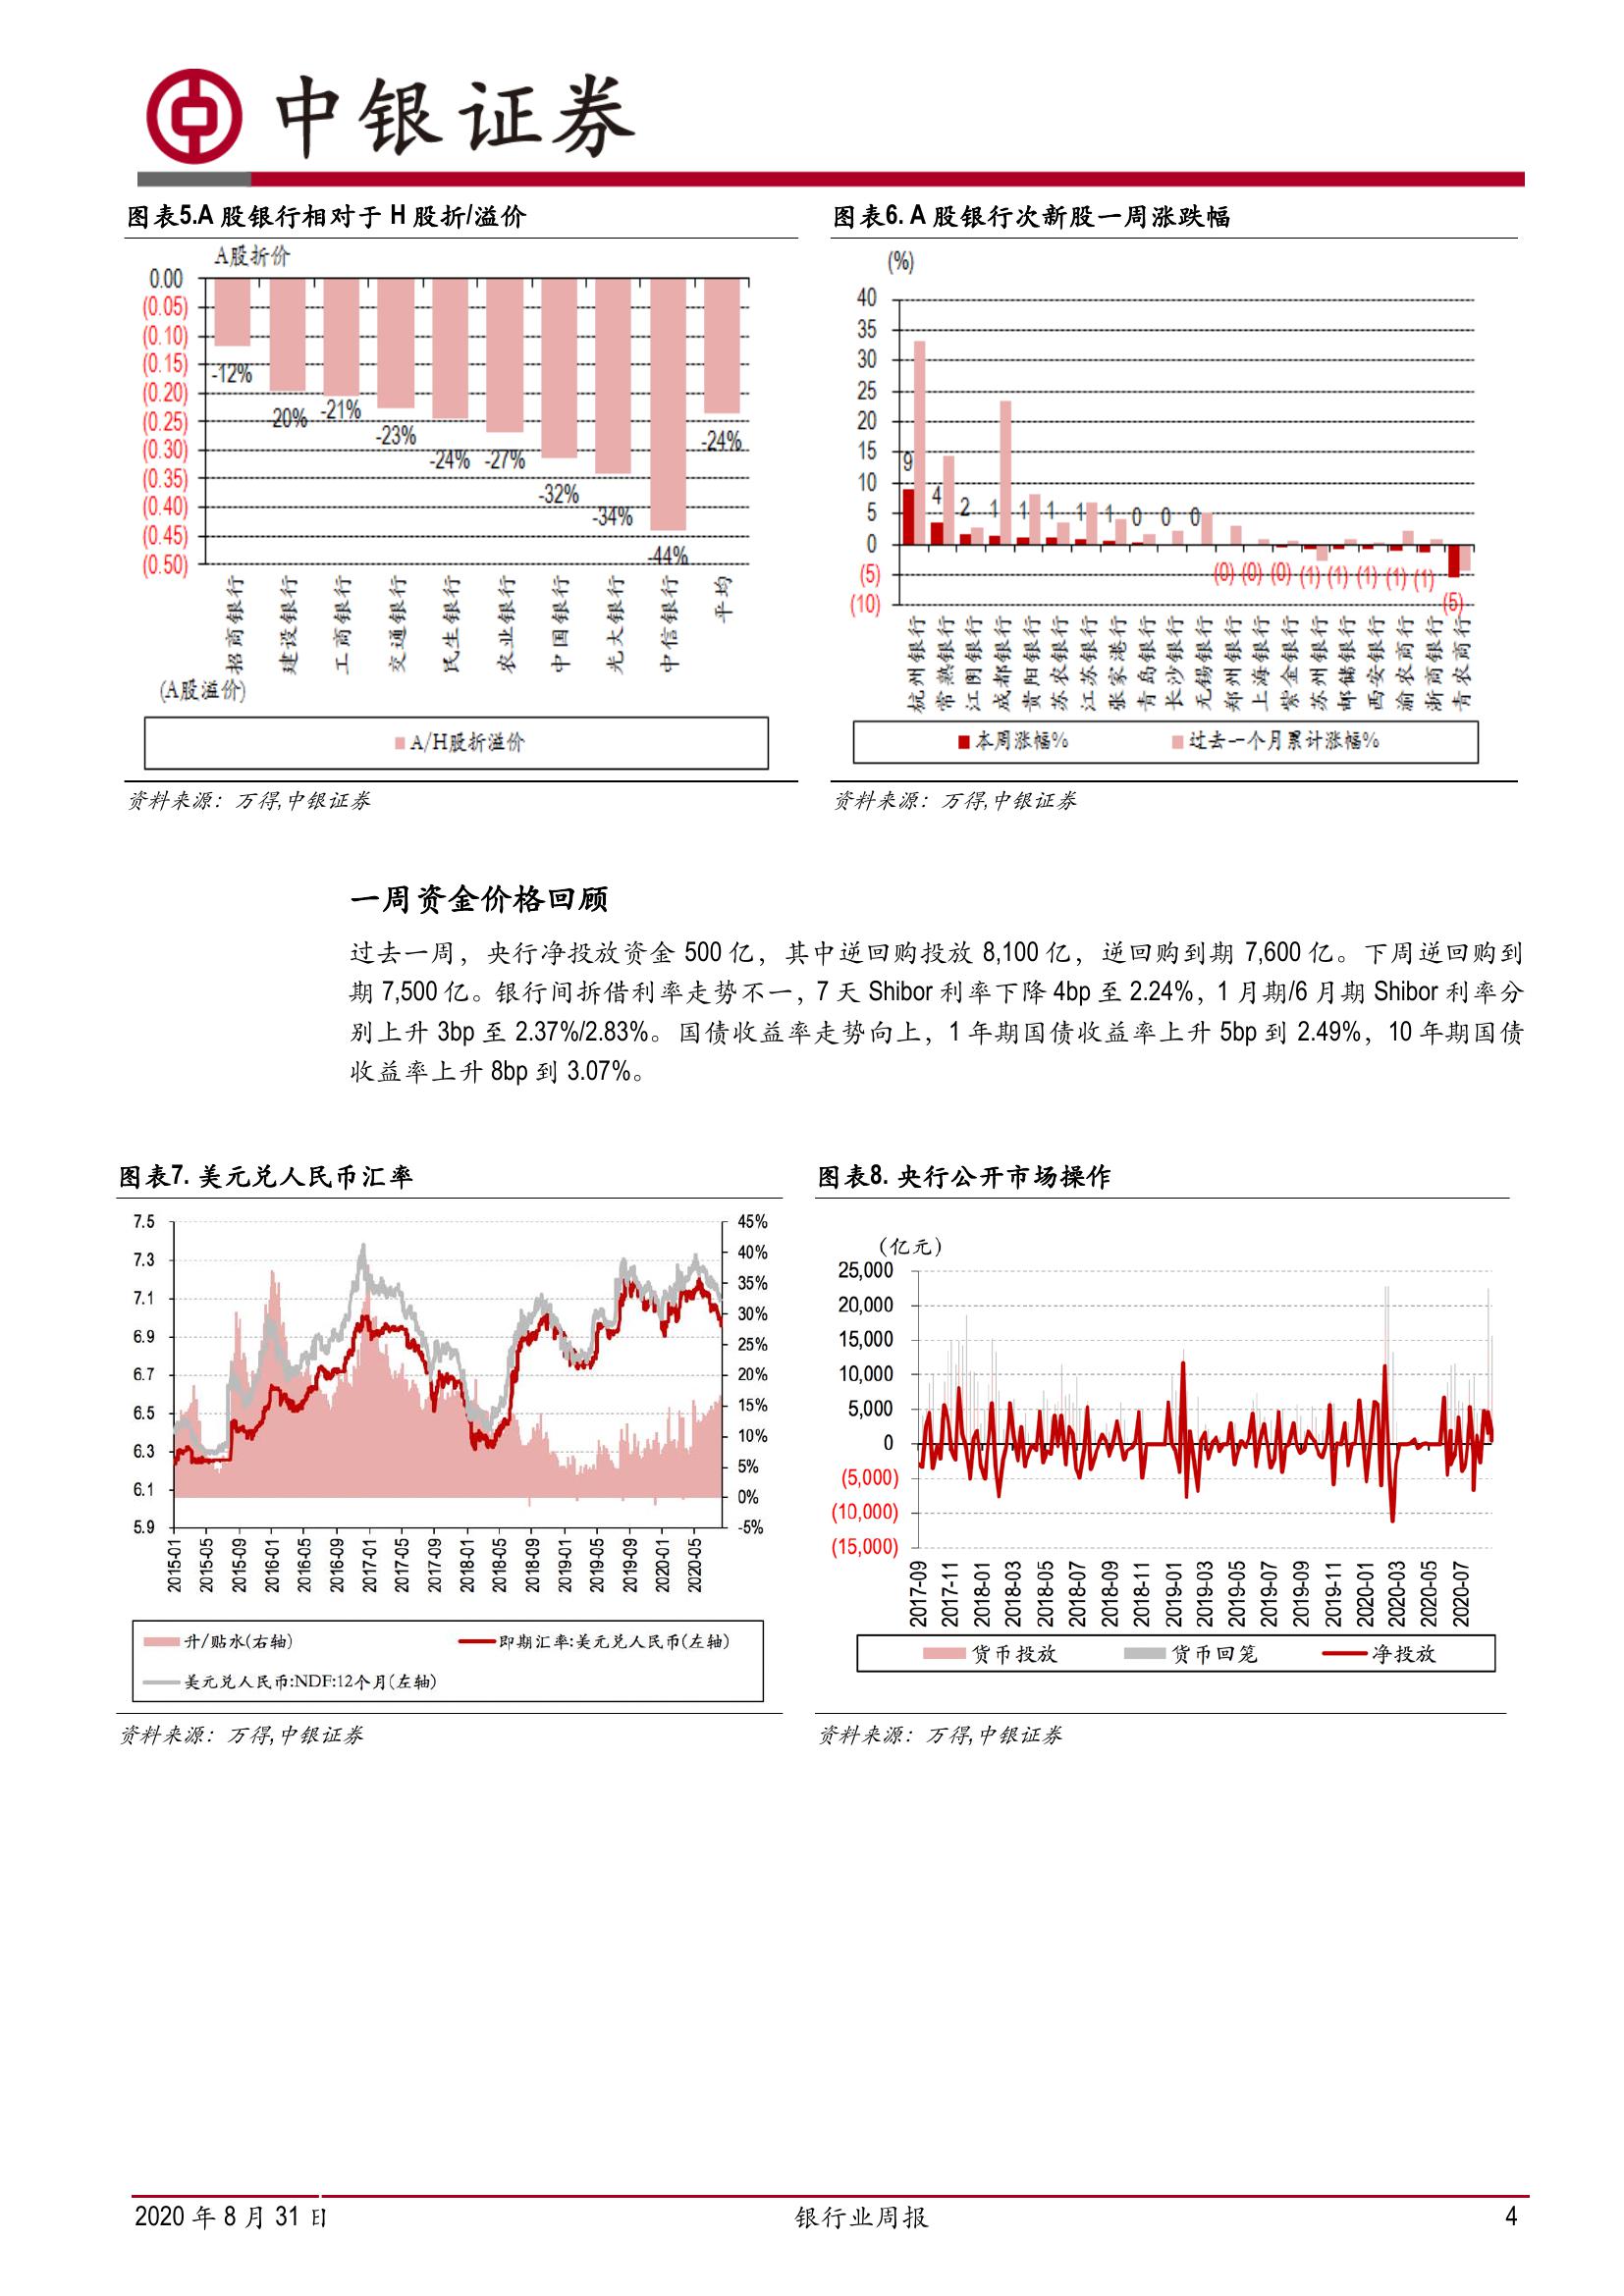 中银证券
图表5.A 股银行相对于 H 股折/溢价
A股折价
0.00
(0.05)
(0.10)
(0.15)
(0.20)
(0.25)
(0.30)
(0.35)
(0.40)
(0.45)
(0.50)
-12%
20%
-21%
-23%
-24%
-27%
-32%
-34%
-44%
-24%
招商银行
建设银行
工商银行
交通银行
民生银行
农业银行
中国银行
光大银行
中信银行
平均
(A股溢价)
A/H股折溢价
资料来源：万得,中银证券
图表6. A 股银行次新股一周涨跌幅
(%)
40
35
30
25
20
15
10
5
0
(5)
(10)
9
4
2
1
1
1
1
1
0
0
0
(0)
(0)
(0)
(1)
(1)
(1)
(1)
(1)
(5)
杭州银行
常熟银行
江阴银行
成都银行
贵阳银行
苏农银行
江苏银行
张家港行
青岛银行
长沙银行
无锡银行
郑州银行
上海银行
紫金银行
苏州银行
邮储银行
西安银行
渝农商行
浙商银行
青农商行
本周涨幅%
过去一个月累计涨幅%
资料来源：万得,中银证券
一周资金价格回顾
过去一周，央行净投放资金 500 亿，其中逆回购投放 8,100 亿，逆回购到期 7,600 亿。下周逆回购到
期 7,500 亿。银行间拆借利率走势不一，7 天 Shibor 利率下降 4bp 至 2.24%，1 月期/6 月期 Shibor 利率分
别上升 3bp 至 2.37%/2.83%。国债收益率走势向上，1 年期国债收益率上升 5bp 到 2.49%，10 年期国债
收益率上升 8bp 到 3.07%。
图表7. 美元兑人民币汇率
7.5
7.3
7.1
6.9
6.7
6.5
6.3
6.1
5.9
45%
40%
35%
30%
25%
20%
15%
10%
5%
0%
-5%
2015-01
2015-05
2015-09
2016-01
2016-05
2016-09
2017-01
2017-05
2017-09
2018-01
2018-05
2018-09
2019-01
2019-05
2019-09
2020-01
2020-05
升/贴水(右轴)
即期汇率:美元兑人民币(左轴)
美元兑人民币:NDF:12个月(左轴)
资料来源：万得,中银证券
图表8. 央行公开市场操作
(亿元)
25,000
20,000
15,000
10,000
5,000
0
(5,000)
(10,000)
(15,000)
2017-09
2017-11
2018-01
2018-03
2018-05
2018-07
2018-09
2018-11
2019-01
2019-03
2019-05
2019-07
2019-09
2019-11
2020-01
2020-03
2020-05
2020-07
货币投放
货币回笼
净投放
资料来源：万得,中银证券
2020 年 8 月 31 日
银行业周报
4